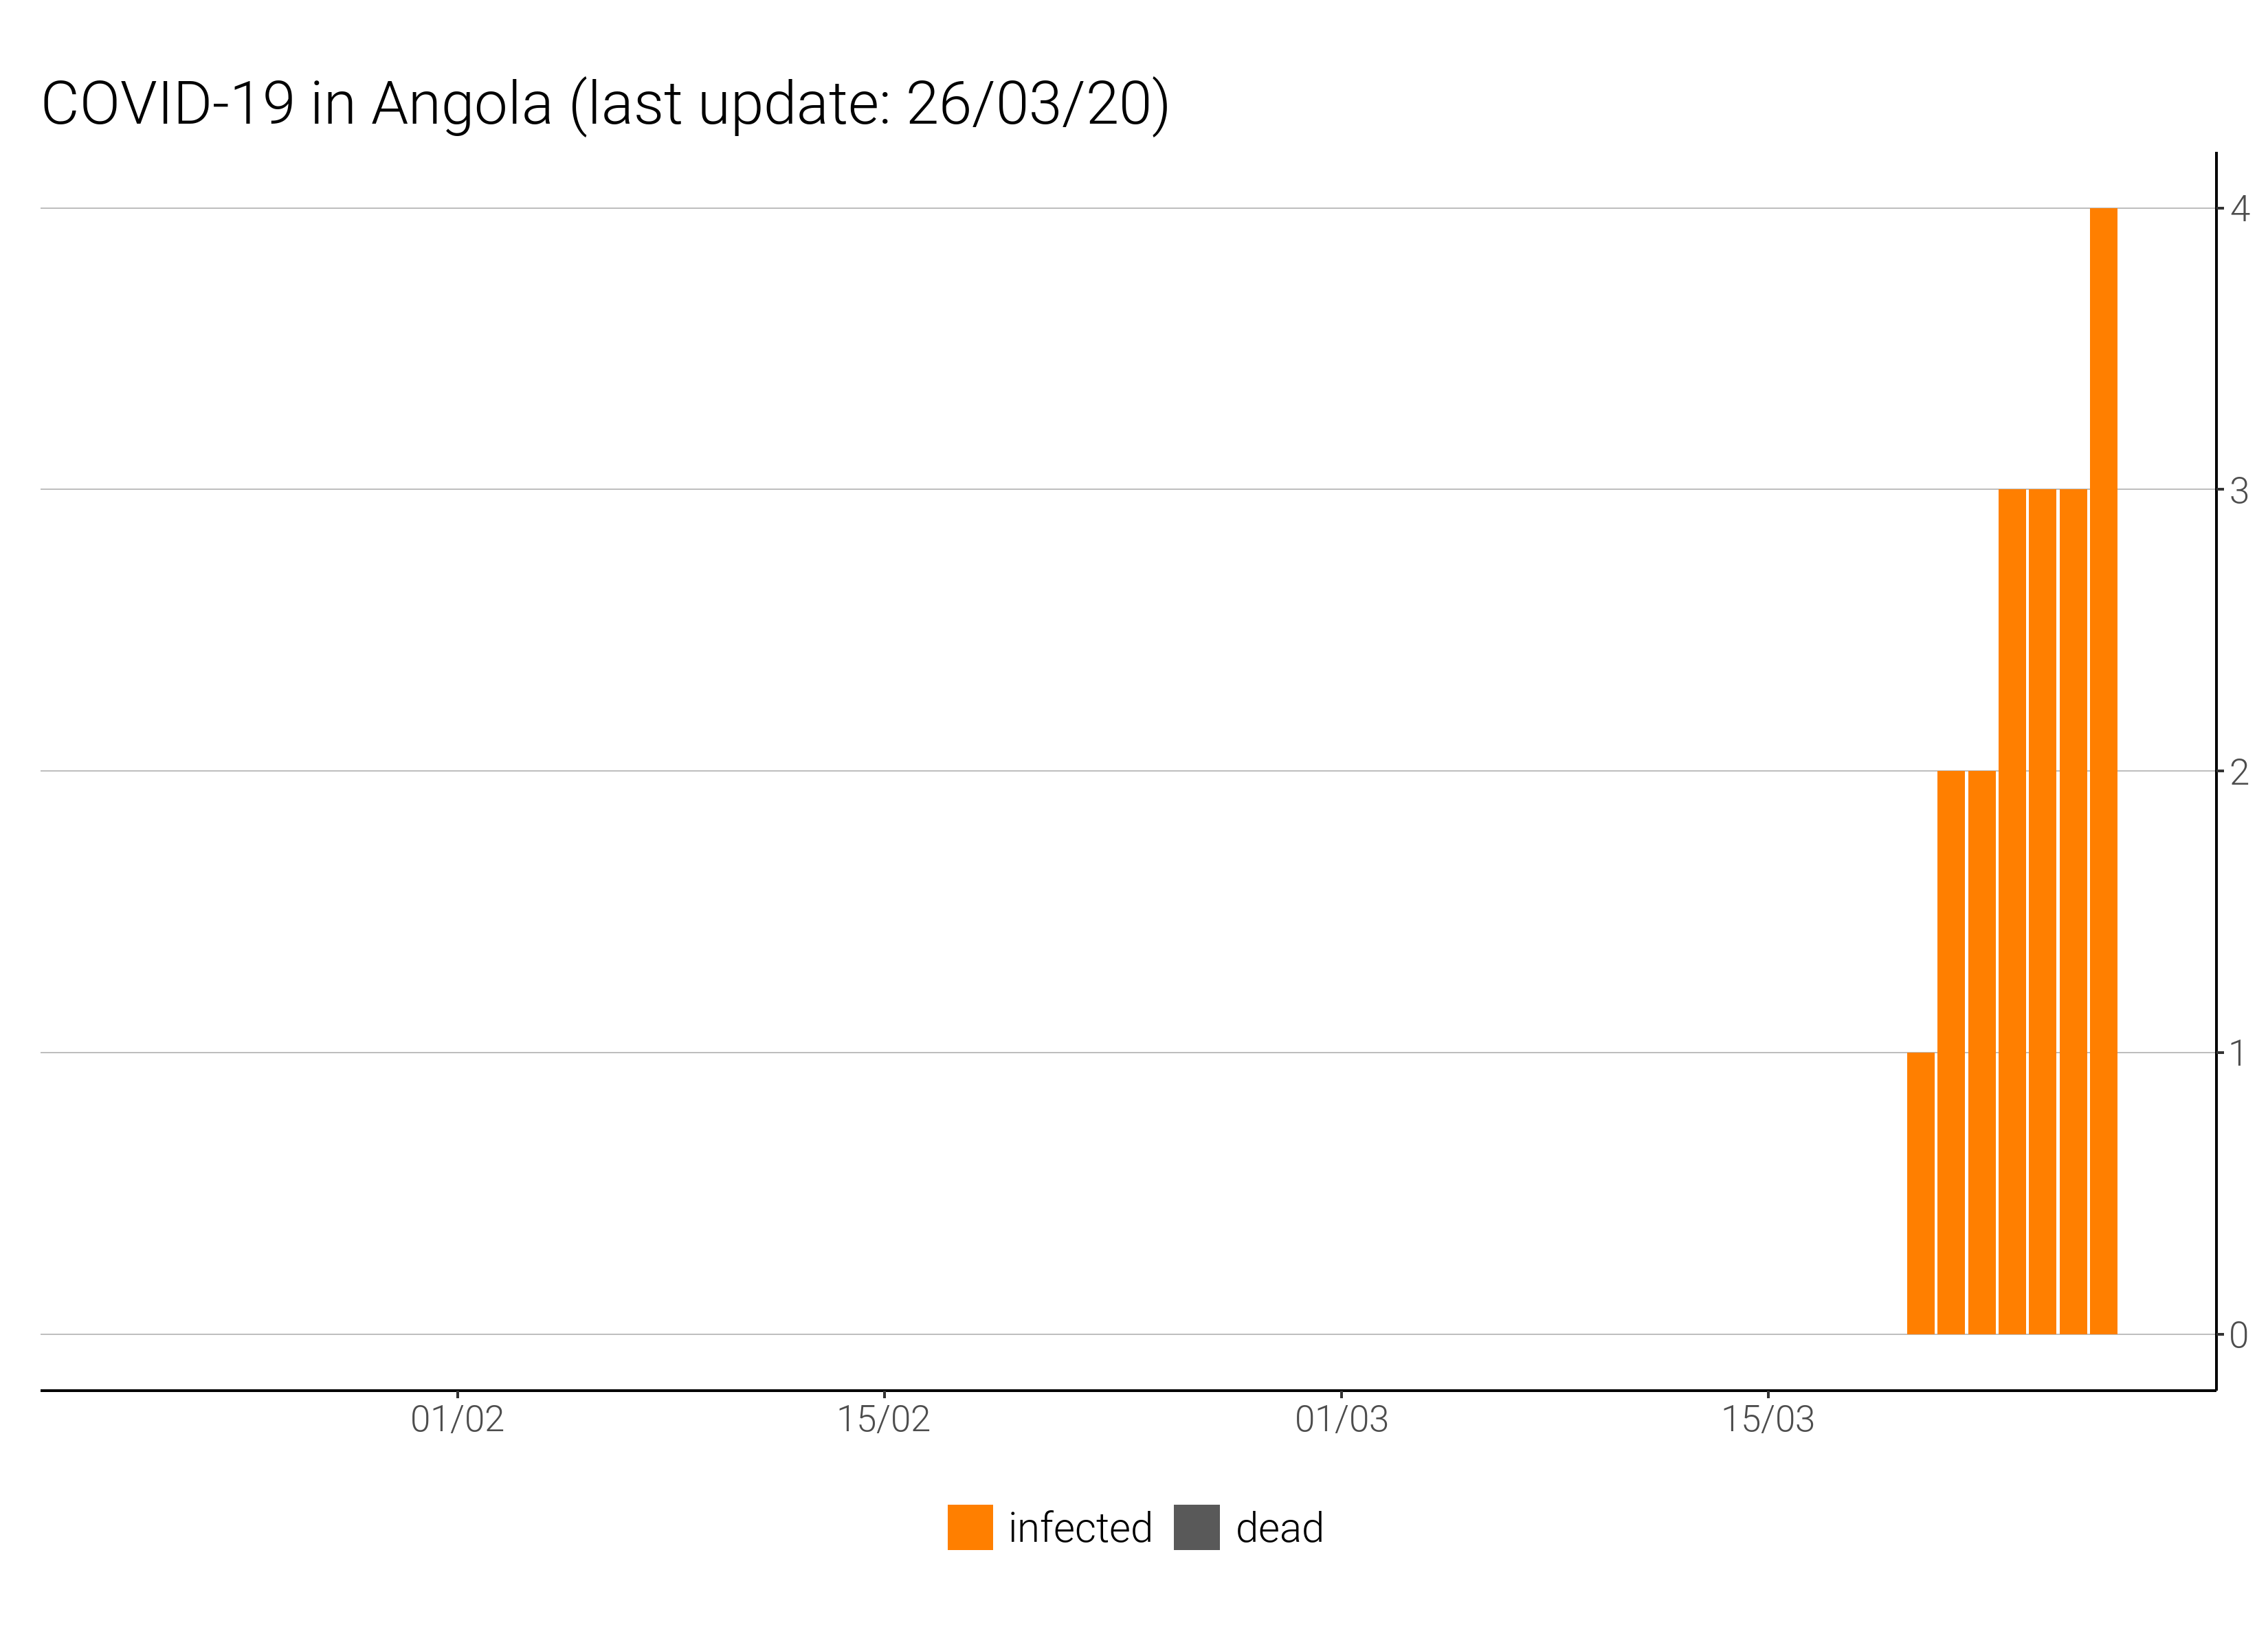 COVID-19 in Angola (last update: 26/03/20)
4
3
2
1
0
01/02 15/02 01/03 15/03
infected dead